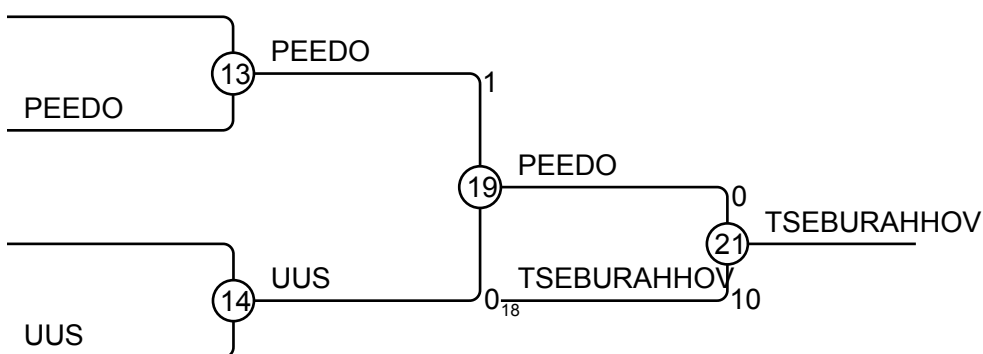 PEEDO
13
PEEDO
1
19
PEEDO
0
21
TSEBURAHHOV
UUS
14
UUS
0
18
TSEBURAHHOV
10